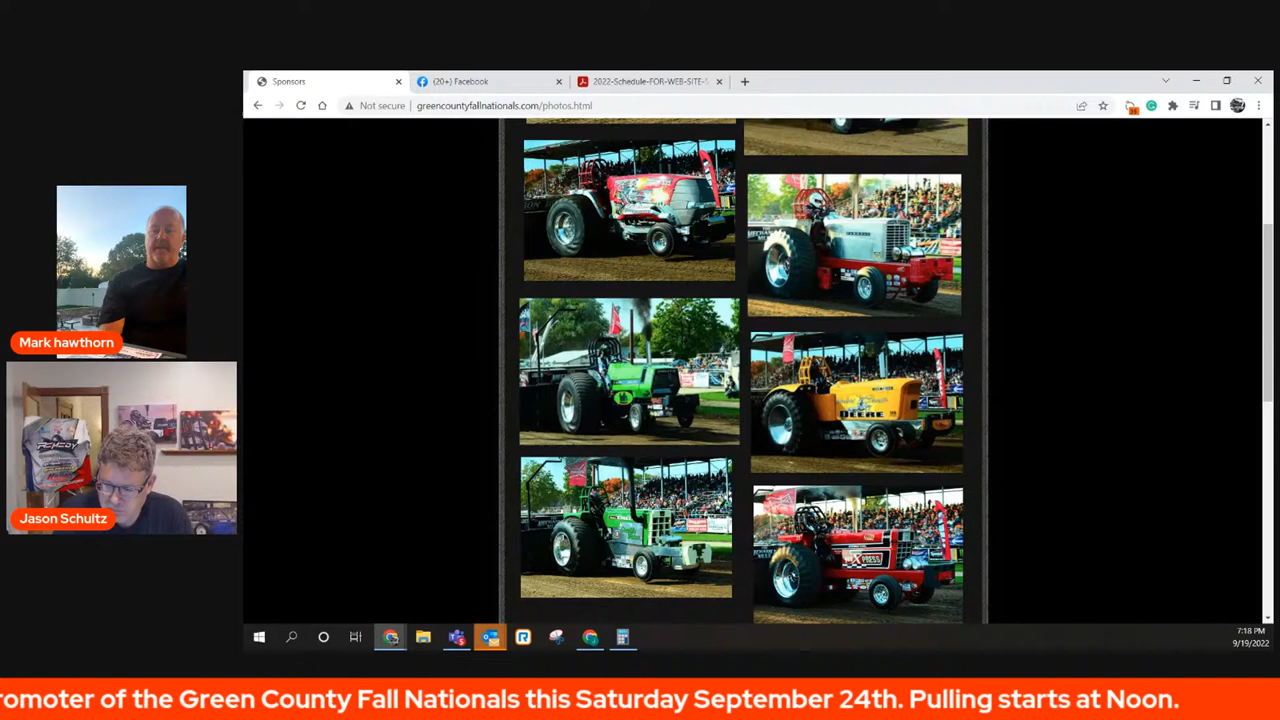 Sponsors
(20+) Facebook
2022-Schedule-FOR-WEB-SITE-
Not secure
greencountyfallnationals.com/photos.html
Mark hawthorn
Jason Schultz
DEERE
XPRESS
7:18 PM
9/19/2022
romoter of the Green County Fall Nationals this Saturday September 24th. Pulling starts at Noon.